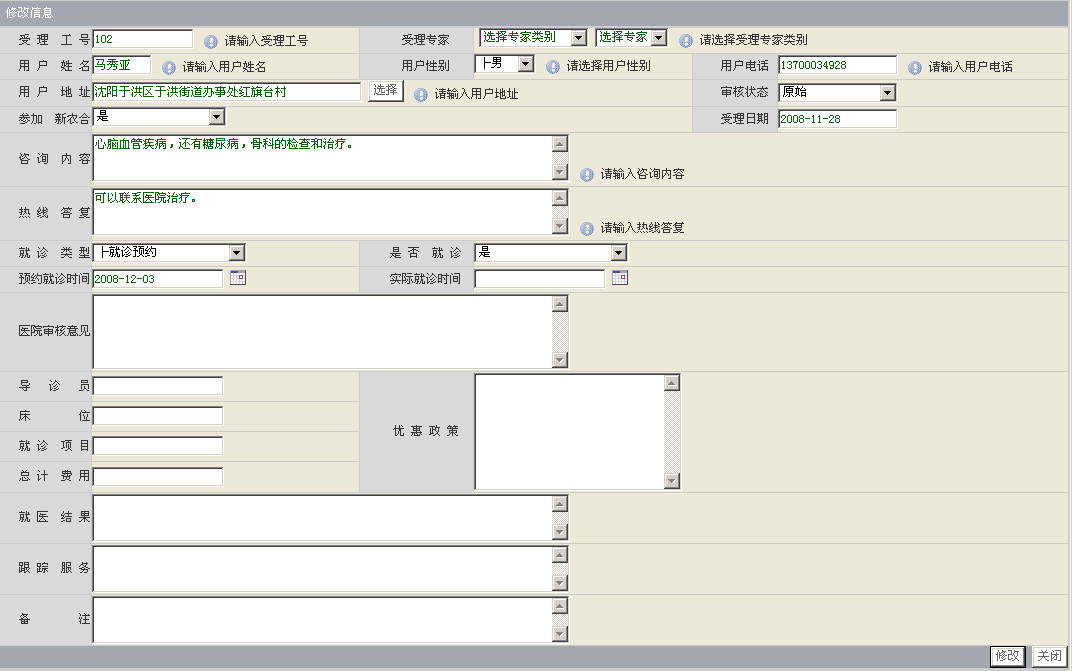 修改信息
受理工号 102 请输入受理工号 受理专家 选择专家类别 选择专家 请选择受理专家类别
用户姓名 马秀亚 请输入用户姓名 用户性别 ┝男 请选择用户性别 用户电话 13700034928 请输入用户电话
用户地址 沈阳于洪区于洪街道办事处红旗台村 选择 请输入用户地址 审核状态 原始
参加新农合 是 受理日期 2008-11-28
咨询内容 心脑血管疾病，还有糖尿病，骨科的检查和治疗。 请输入咨询内容
热线答复 可以联系医院治疗。 请输入热线答复
就诊类型 ┝就诊预约 是否就诊 是
预约就诊时间 2008-12-03 实际就诊时间
医院审核意见
导诊员
床位
优惠政策
就诊项目
总计费用
就医结果
跟踪服务
备注
修改 关闭